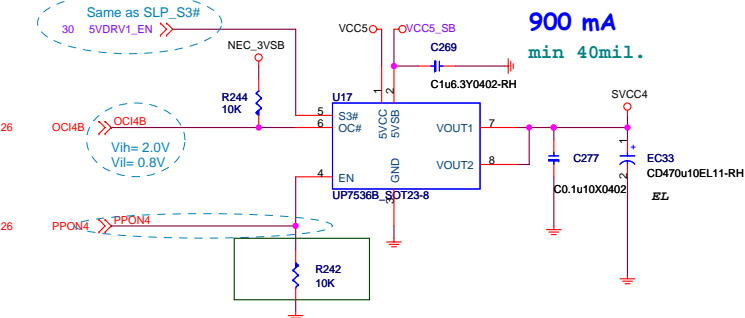 Same as SLP_S3#
30 5VDRV1_EN
VCC5
VCC5_SB
900 mA
min 40mil.
NEC_3VSB
C269
C1u6.3Y0402-RH
R244
10K
U17
1
2
5VCC
5VSB
SVCC4
26 OCI4B OCI4B
5 S3#
6 OC#
VOUT1 7
VOUT2 8
Vih= 2.0V
Vil= 0.8V
4 EN
GND
3
UP7536B_SOT23-8
C277
C0.1u10X0402
1
+
2
EC33
CD470u10EL11-RH
EL
26 PPON4 PPON4
R242
10K